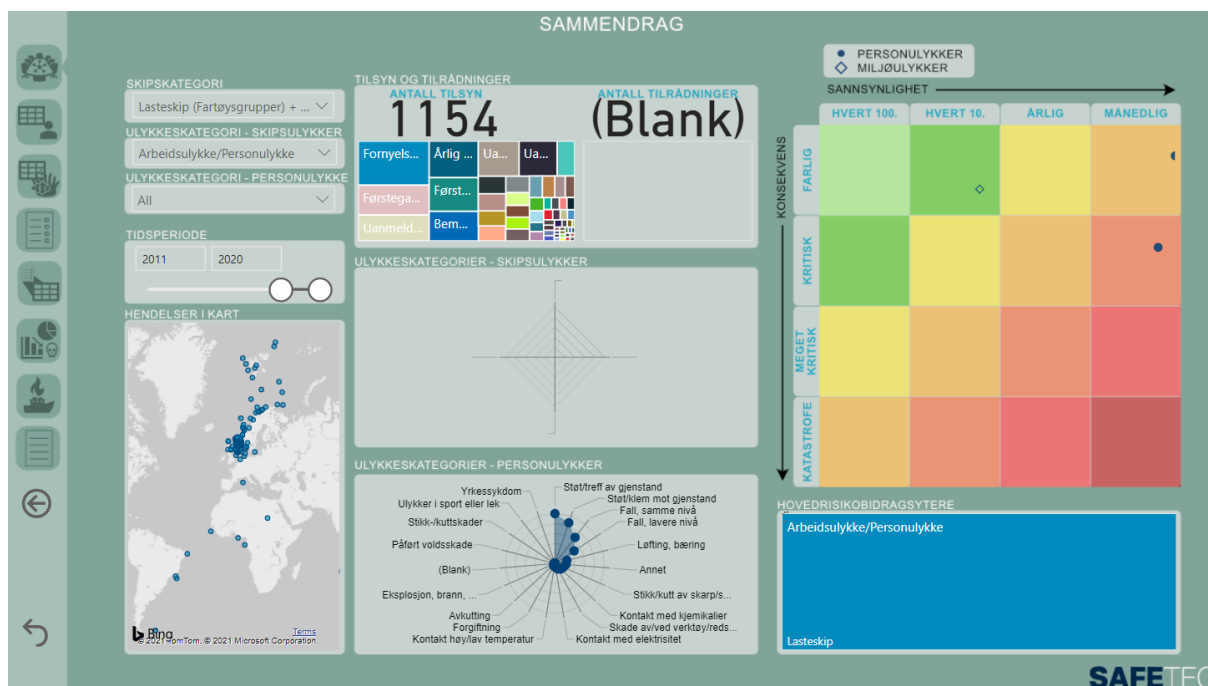 SAMMENDRAG
SKIPSKATEGORI
Lasteskip (Fartøysgrupper) + ...
ULYKKESKATEGORI - SKIPSULYKKER
Arbeidsulykke/Personulykke
ULYKKESKATEGORI - PERSONULYKKE
All
TIDSPERIODE
2011
2020
HENDELSER I KART
Bing
© 2021 TomTom, © 2021 Microsoft Corporation
Terms
TILSYN OG TILRÅDNINGER
ANTALL TILSYN
1154
ANTALL TILRÅDNINGER
(Blank)
Fornyels...
Årlig ...
Ua...
Ua...
Førstega...
Først...
Uanmeld...
Bem...
ULYKKESKATEGORIER - SKIPSULYKKER
ULYKKESKATEGORIER - PERSONULYKKER
Støt/treff av gjenstand
Støt/klem mot gjenstand
Fall, samme nivå
Fall, lavere nivå
Løfting, bæring
Annet
Stikk/kutt av skarp/s...
Kontakt med kjemikalier
Skade av/ved verktøy/reds...
Kontakt med elektrisitet
Kontakt høy/lav temperatur
Forgiftning
Avkutting
Eksplosjon, brann, ...
(Blank)
Påført voldsskade
Stikk-/kuttskader
Ulykker i sport eller lek
Yrkessykdom
PERSONULYKKER
MILJØULYKKER
SANNSYNLIGHET
HVERT 100.
HVERT 10.
ÅRLIG
MÅNEDLIG
KONSEKVENS
FARLIG
KRITISK
MEGET
KRITISK
KATASTROFE
HOVEDRISIKOBIDRAGSYTERE
Arbeidsulykke/Personulykke
Lasteskip
SAFETEC